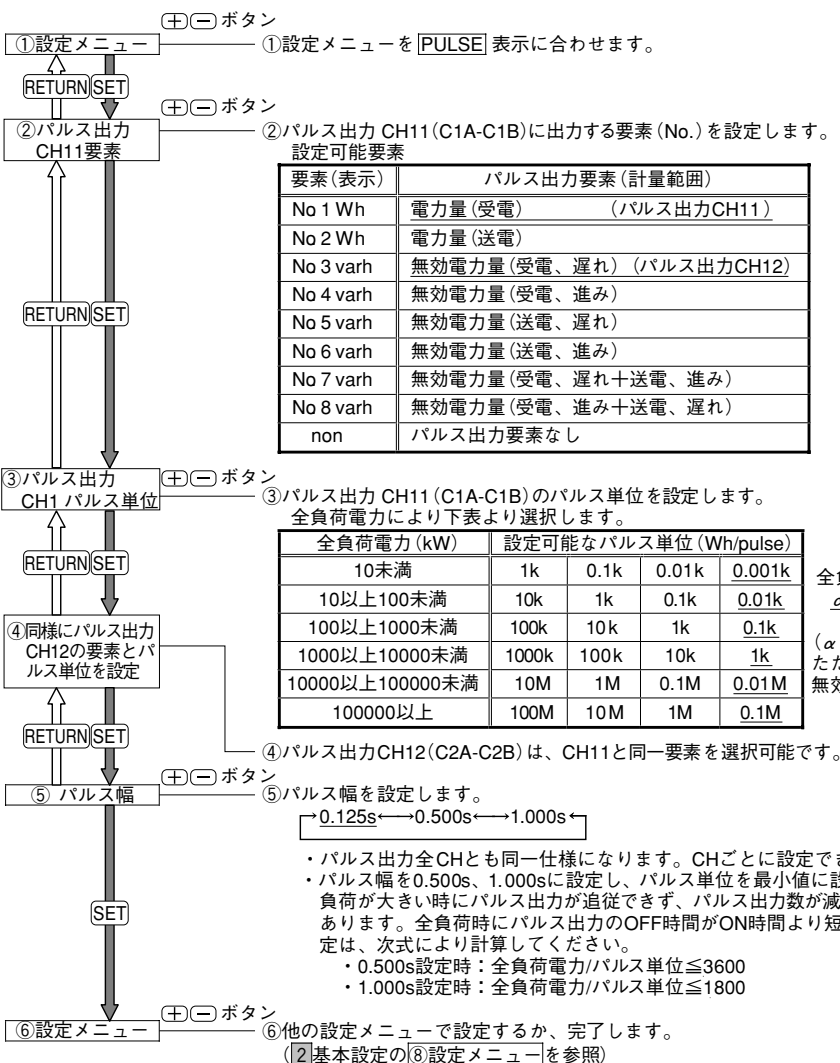 ⊕⊖ボタン
①設定メニュー
①設定メニューを PULSE 表示に合わせます。
RETURN SET
⊕⊖ボタン
②パルス出力
CH11要素
②パルス出力 CH11(C1A-C1B)に出力する要素(No.)を設定します。
設定可能要素
要素(表示) パルス出力要素(計量範囲)
No 1 Wh 電力量(受電) (パルス出力CH11)
No 2 Wh 電力量(送電)
No 3 varh 無効電力量(受電、遅れ) (パルス出力CH12)
No 4 varh 無効電力量(受電、進み)
No 5 varh 無効電力量(送電、遅れ)
No 6 varh 無効電力量(送電、進み)
No 7 varh 無効電力量(受電、遅れ+送電、進み)
No 8 varh 無効電力量(受電、進み+送電、遅れ)
non パルス出力要素なし
RETURN SET
③パルス出力
CH1 パルス単位
⊕⊖ボタン
③パルス出力 CH11(C1A-C1B)のパルス単位を設定します。
全負荷電力により下表より選択します。
全負荷電力(kW) 設定可能なパルス単位(Wh/pulse)
10未満 1k 0.1k 0.01k 0.001k
10以上100未満 10k 1k 0.1k 0.01k
100以上1000未満 100k 10k 1k 0.1k
1000以上10000未満 1000k 100k 10k 1k
10000以上100000未満 10M 1M 0.1M 0.01M
100000以上 100M 10M 1M 0.1M
全
(α
た
無効
RETURN SET
④同様にパルス出力
CH12の要素とパ
ルス単位を設定
RETURN SET
④パルス出力CH12(C2A-C2B)は、CH11と同一要素を選択可能です。
⊕⊖ボタン
⑤ パルス幅
⑤パルス幅を設定します。
→0.125s←→0.500s←→1.000s←
・パルス出力全CHとも同一仕様になります。CHごとに設定でき
・パルス幅を0.500s、1.000sに設定し、パルス単位を最小値に設
負荷が大きい時にパルス出力が追従できず、パルス出力数が減
あります。全負荷時にパルス出力のOFF時間がON時間より短
定は、次式により計算してください。
・0.500s設定時：全負荷電力/パルス単位≦3600
・1.000s設定時：全負荷電力/パルス単位≦1800
SET
⊕⊖ボタン
⑥設定メニュー
⑥他の設定メニューで設定するか、完了します。
(2基本設定の⑧設定メニューを参照)